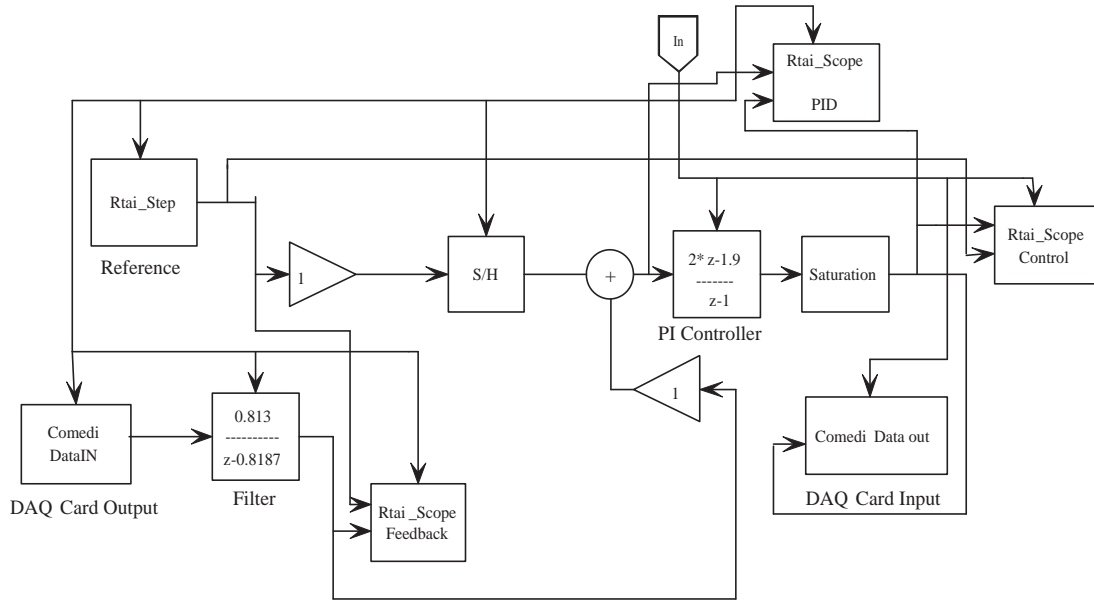 In
Rtai_Scope
PID
Rtai_Step
Reference
1
S/H
+
2* z-1.9
-------
z-1
PI Controller
Saturation
Rtai_Scope
Control
1
Comedi
DataIN
DAQ Card Output
0.813
----------
z-0.8187
Filter
Rtai_Scope
Feedback
Comedi Data out
DAQ Card Input